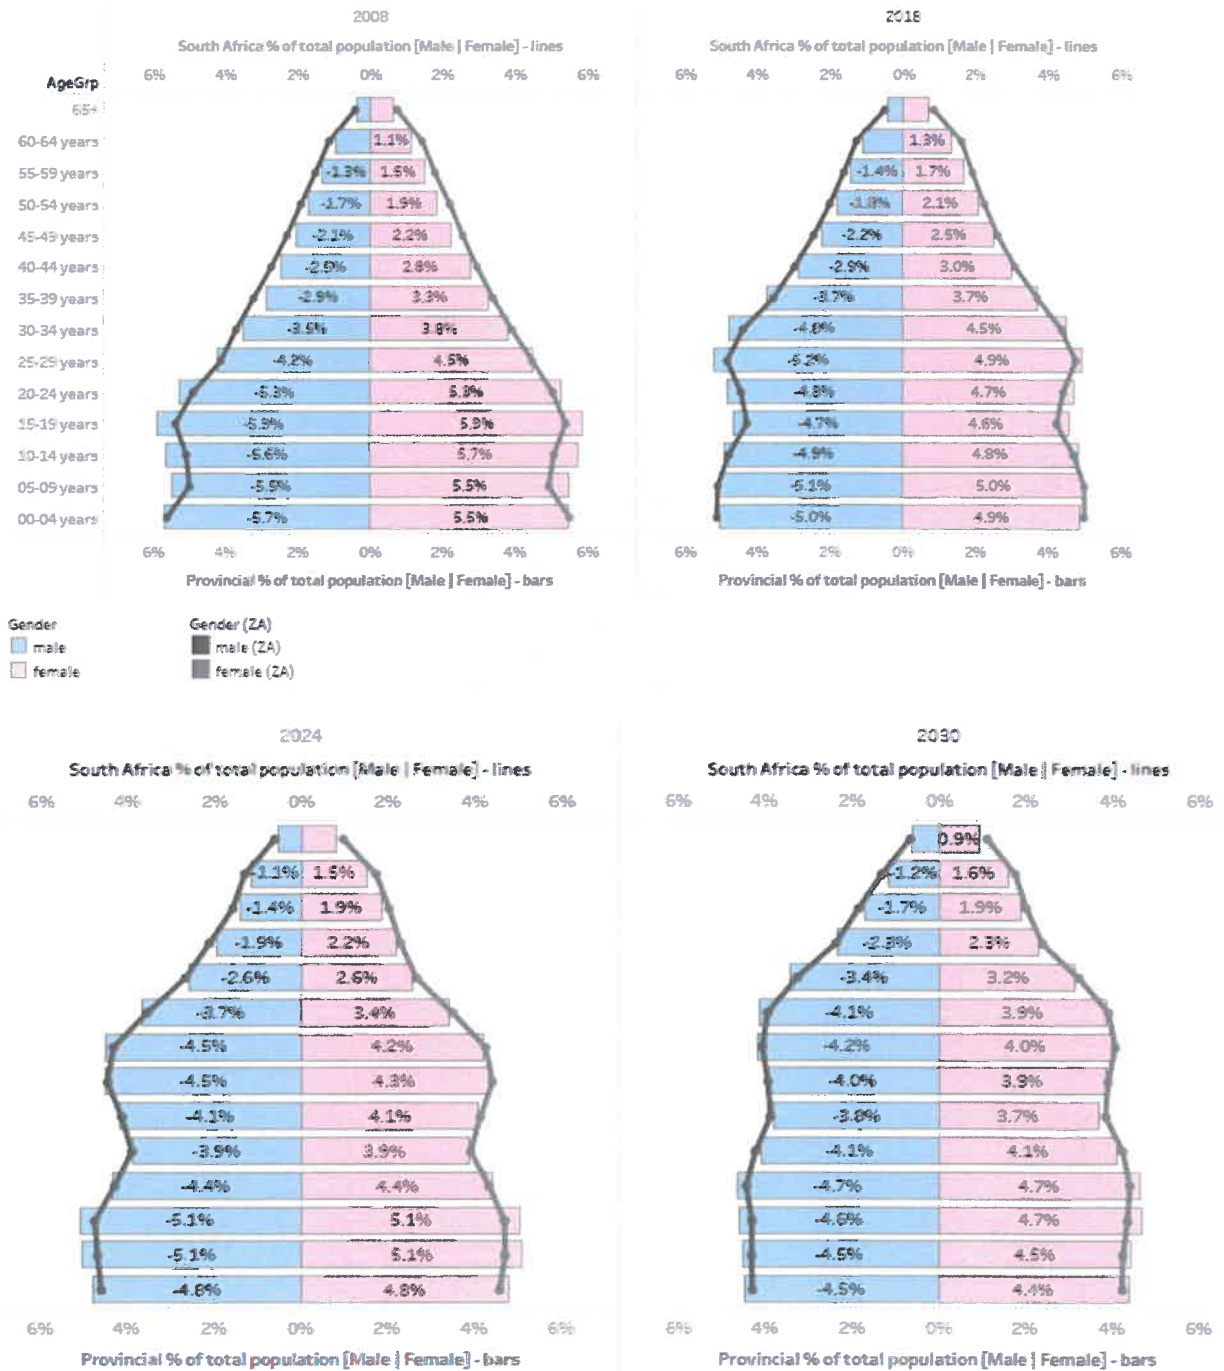 2008
South Africa % of total population [Male | Female] - lines
6% 4% 2% 0% 2% 4% 6%
AgeGrp
65+
60-64 years 1.1%
55-59 years -1.3% 1.5%
50-54 years -1.7% 1.9%
45-49 years -2.1% 2.2%
40-44 years -2.5% 2.8%
35-39 years -2.9% 3.3%
30-34 years -3.5% 3.8%
25-29 years -4.2% 4.5%
20-24 years -5.3% 5.3%
15-19 years -5.9% 5.9%
10-14 years -5.6% 5.7%
05-09 years -5.5% 5.5%
00-04 years -5.7% 5.5%
6% 4% 2% 0% 2% 4% 6%
Provincial % of total population [Male | Female] - bars
2018
South Africa % of total population [Male | Female] - lines
6% 4% 2% 0% 2% 4% 6%
1.3%
-1.4% 1.7%
-1.8% 2.1%
-2.2% 2.5%
-2.9% 3.0%
-3.7% 3.7%
-4.8% 4.5%
-5.2% 4.9%
-4.8% 4.7%
-4.7% 4.6%
-4.9% 4.8%
-5.1% 5.0%
-5.0% 4.9%
6% 4% 2% 0% 2% 4% 6%
Provincial % of total population [Male | Female] - bars
Gender
male
female
Gender (ZA)
male (ZA)
female (ZA)
2024
South Africa % of total population [Male | Female] - lines
6% 4% 2% 0% 2% 4% 6%
-1.1% 1.5%
-1.4% 1.9%
-1.9% 2.2%
-2.6% 2.6%
-3.7% 3.4%
-4.5% 4.2%
-4.5% 4.3%
-4.1% 4.1%
-3.9% 3.9%
-4.4% 4.4%
-5.1% 5.1%
-5.1% 5.1%
-4.8% 4.8%
6% 4% 2% 0% 2% 4% 6%
Provincial % of total population [Male | Female] - bars
2030
South Africa % of total population [Male | Female] - lines
6% 4% 2% 0% 2% 4% 6%
0.9%
-1.2% 1.6%
-1.7% 1.9%
-2.3% 2.3%
-3.4% 3.2%
-4.1% 3.9%
-4.2% 4.0%
-4.0% 3.9%
-3.8% 3.7%
-4.1% 4.1%
-4.7% 4.7%
-4.6% 4.7%
-4.5% 4.5%
-4.5% 4.4%
6% 4% 2% 0% 2% 4% 6%
Provincial % of total population [Male | Female] - bars